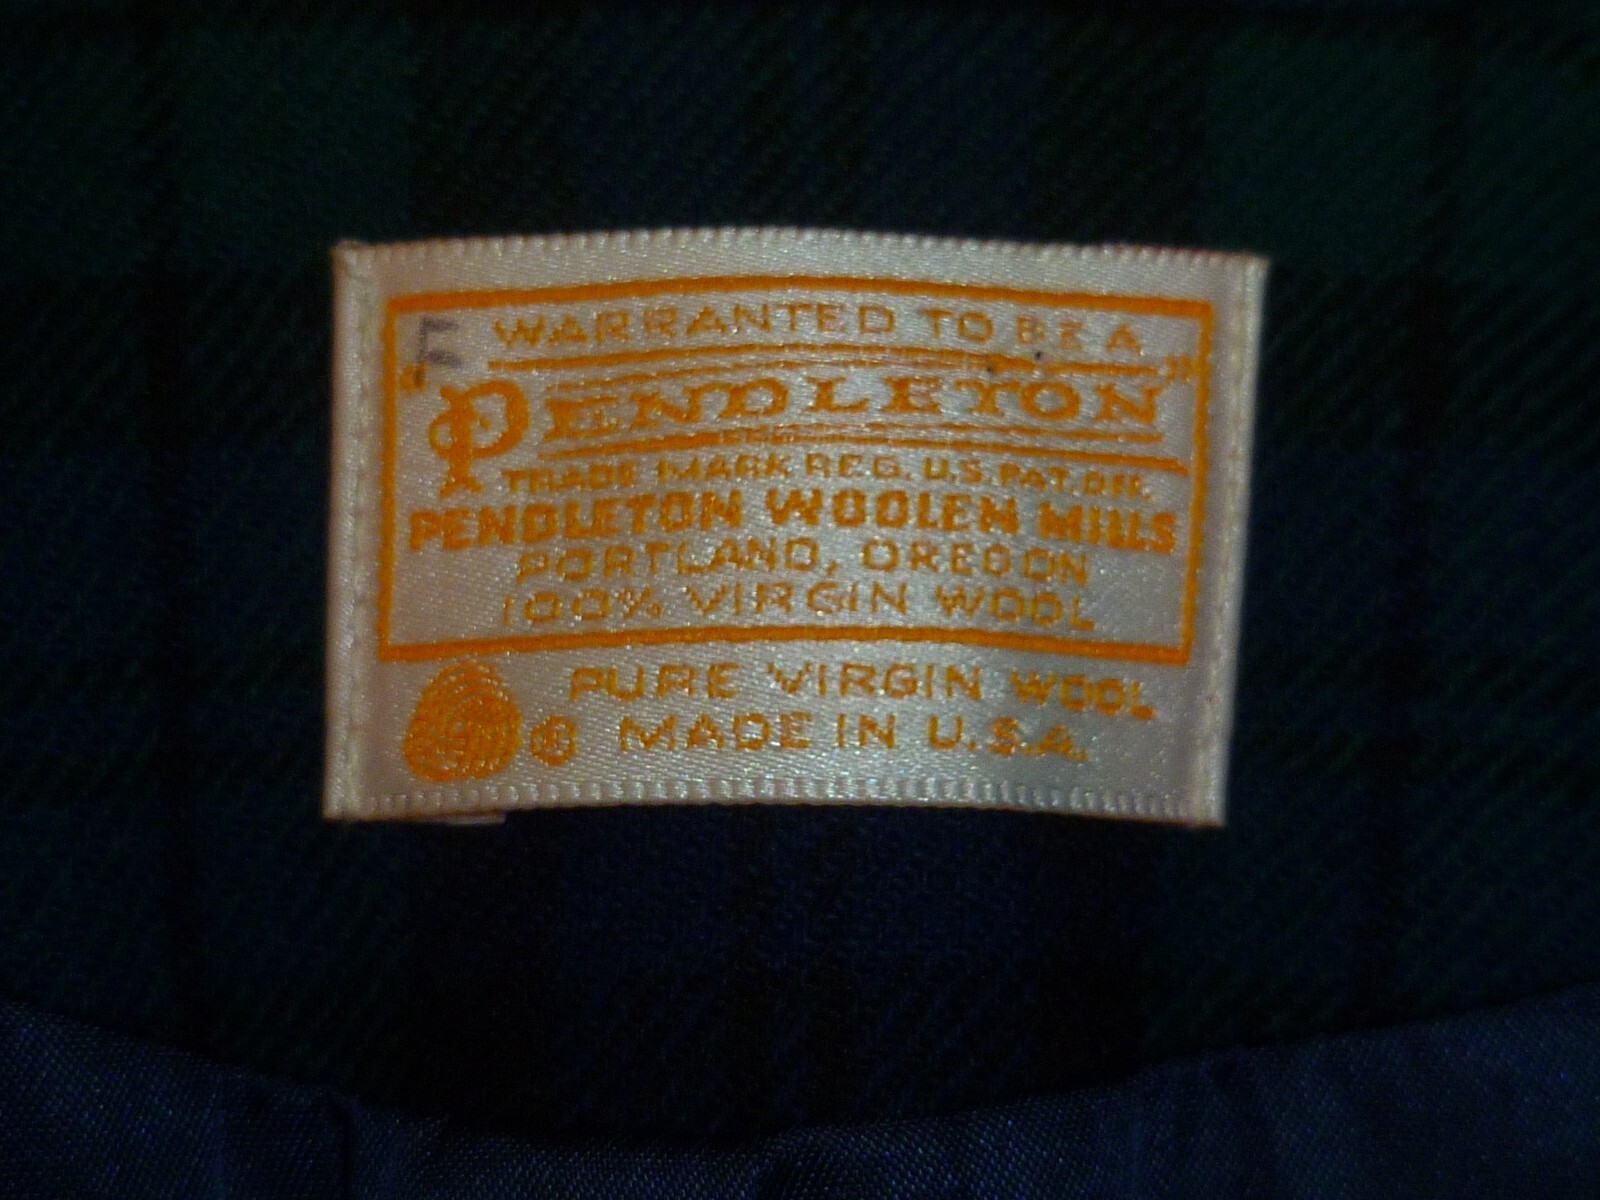 F
WARRANTED TO BE A
"PENDLETON"
TRADE MARK REG. U.S. PAT. OFF.
PENDLETON WOOLEN MILLS
PORTLAND, OREGON
100% VIRGIN WOOL
PURE VIRGIN WOOL
® MADE IN U.S.A.